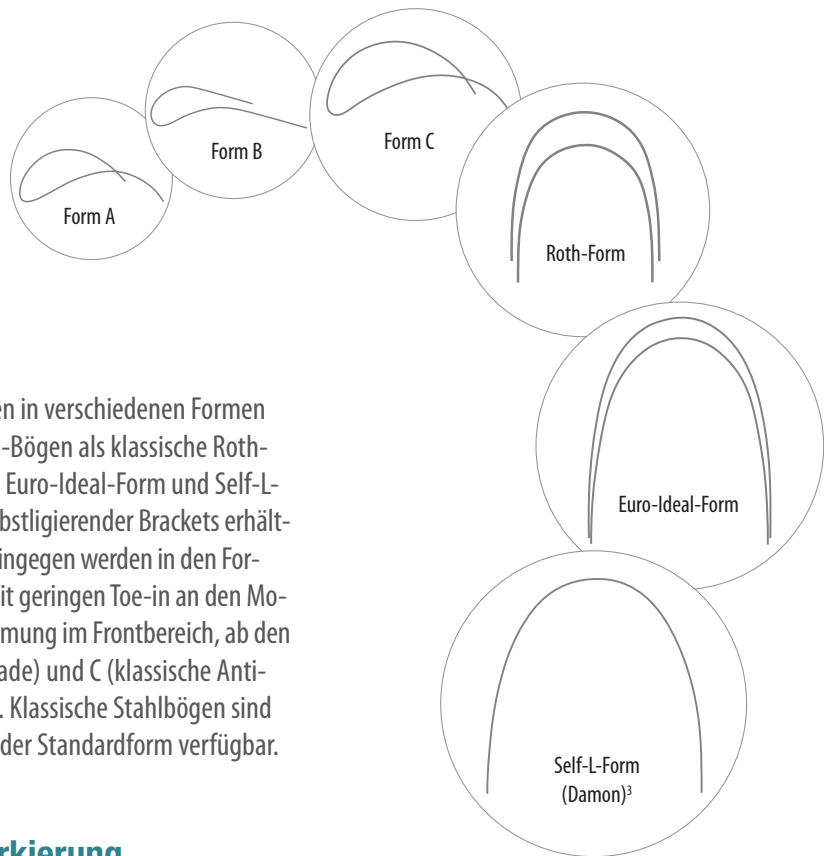 Form A
Form B
Form C
Roth-Form
Euro-Ideal-Form
Self-L-Form
(Damon)³
en in verschiedenen Formen
-Bögen als klassische Roth-
Euro-Ideal-Form und Self-L-
bstligierender Brackets erhält-
ingegen werden in den For-
it geringen Toe-in an den Mo-
mung im Frontbereich, ab den
ade) und C (klassische Anti-
. Klassische Stahlbögen sind
der Standardform verfügbar.
rkierung